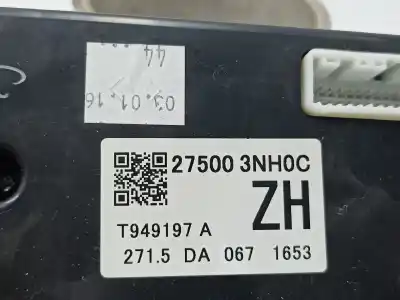 44
03.01.16
27500 3NH0C
ZH
T949197 A
271.5 DA 067 1653